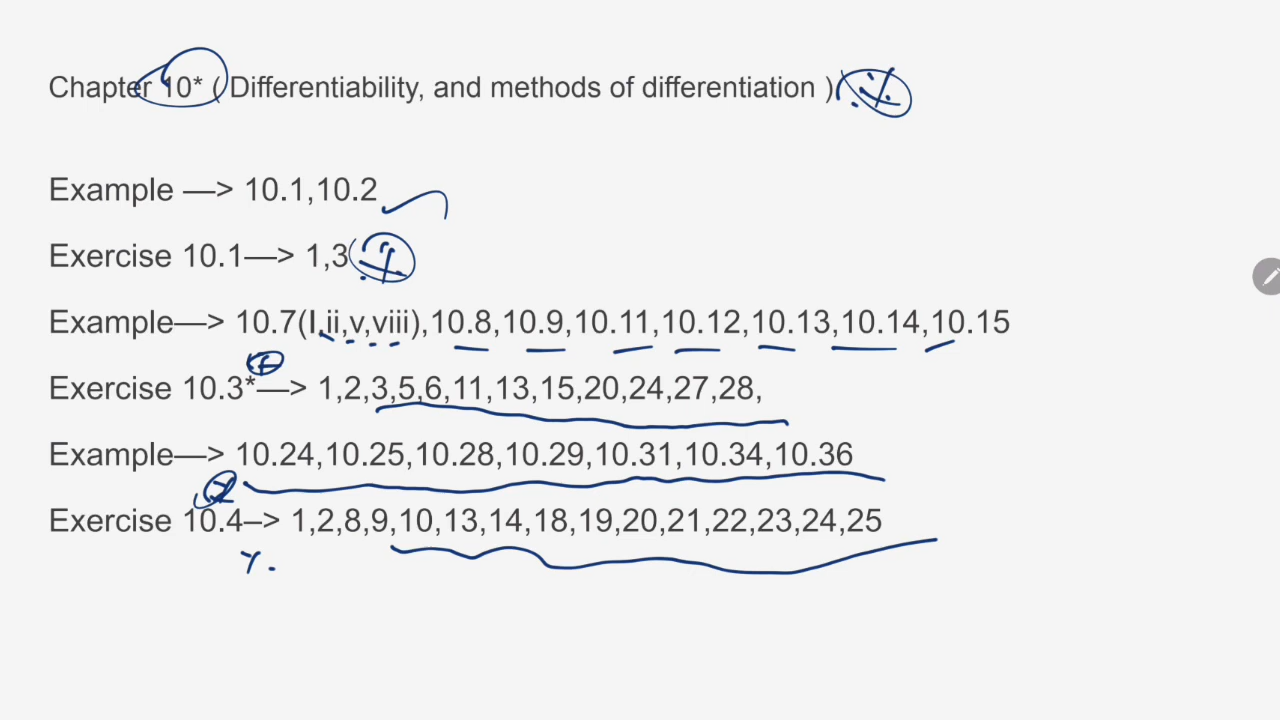 Chapter 10* ( Differentiability, and methods of differentiation )
Example —> 10.1,10.2
Exercise 10.1—> 1,3
Example—> 10.7(I,ii,v,viii),10.8,10.9,10.11,10.12,10.13,10.14,10.15
Exercise 10.3*—> 1,2,3,5,6,11,13,15,20,24,27,28,
Example—> 10.24,10.25,10.28,10.29,10.31,10.34,10.36
Exercise 10.4–> 1,2,8,9,10,13,14,18,19,20,21,22,23,24,25